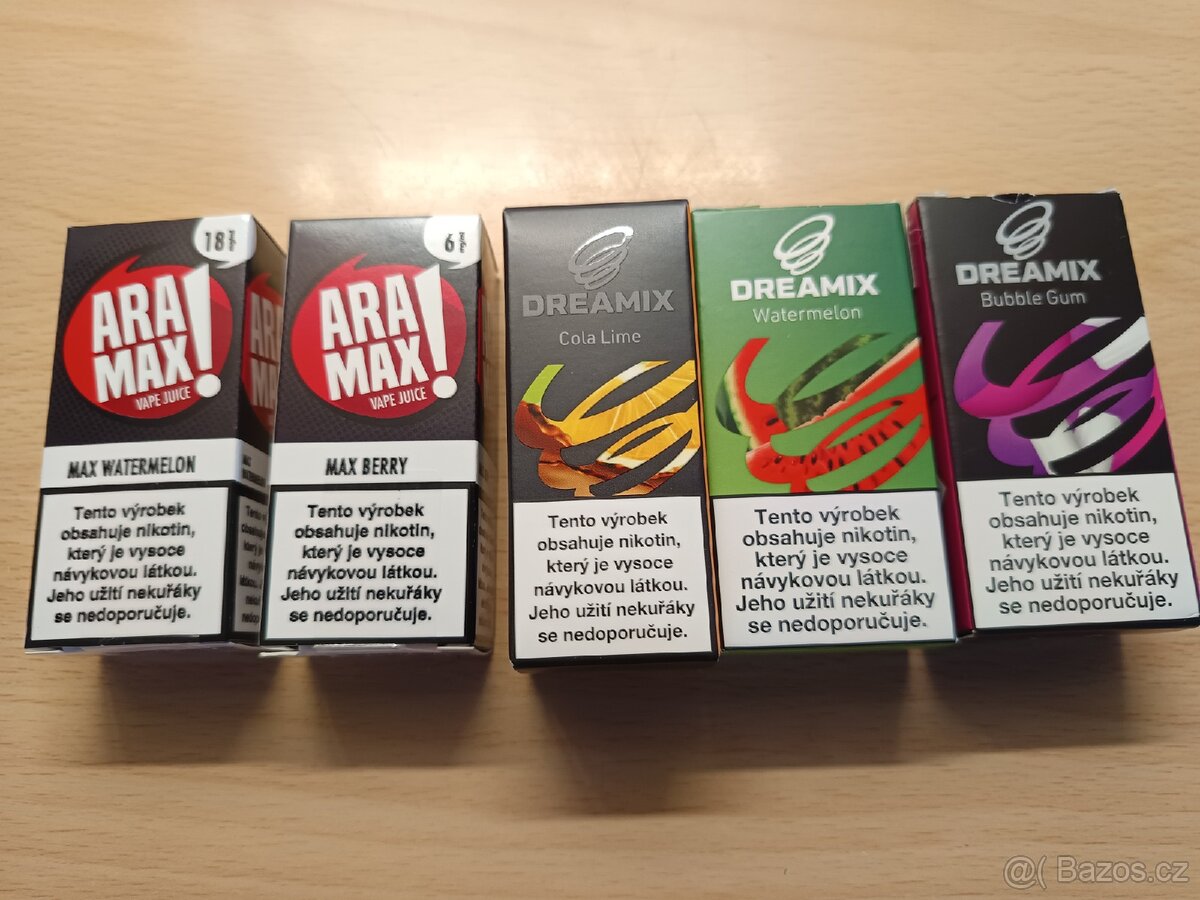 18 mg/ml
ARA
MAX!
VAPE JUICE
MAX WATERMELON
Tento výrobek
obsahuje nikotin,
který je vysoce
návykovou látkou.
Jeho užití nekuřáky
se nedoporučuje.
6 mg/ml
ARA
MAX!
VAPE JUICE
MAX BERRY
Tento výrobek
obsahuje nikotin,
který je vysoce
návykovou látkou.
Jeho užití nekuřáky
se nedoporučuje.
DREAMIX
Cola Lime
Tento výrobek
obsahuje nikotin,
který je vysoce
návykovou látkou.
Jeho užití nekuřáky
se nedoporučuje.
DREAMIX
Watermelon
Tento výrobek
obsahuje nikotin,
který je vysoce
návykovou látkou.
Jeho užití nekuřáky
se nedoporučuje.
DREAMIX
Bubble Gum
Tento výrobek
obsahuje nikotin,
který je vysoce
návykovou látkou.
Jeho užití nekuřáky
se nedoporučuje.
@( Bazos.cz